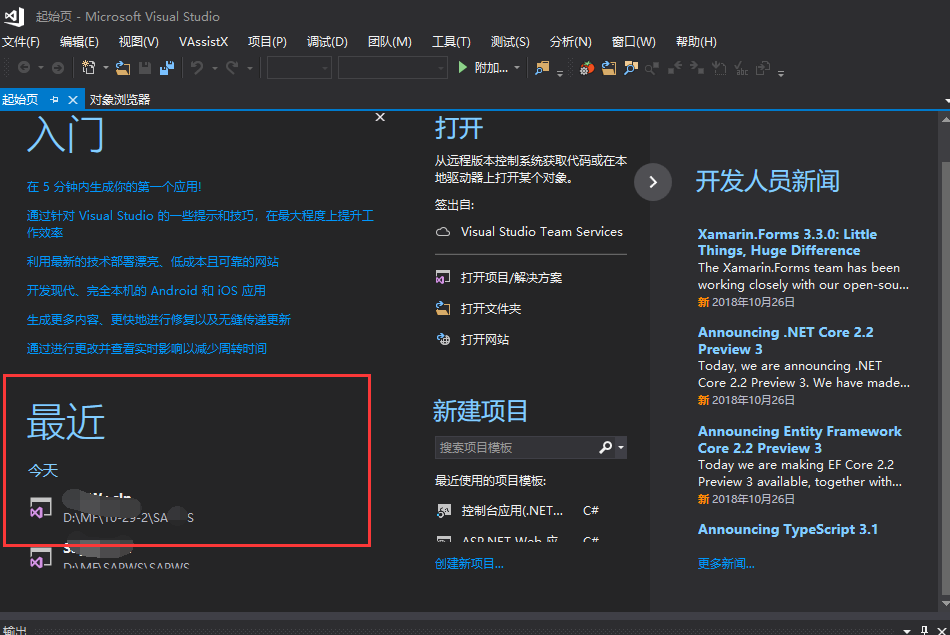 起始页 - Microsoft Visual Studio
文件(F) 编辑(E) 视图(V) VAssistX 项目(P) 调试(D) 团队(M) 工具(T) 测试(S) 分析(N) 窗口(W) 帮助(H)
附加...
起始页 对象浏览器
入门
在 5 分钟内生成你的第一个应用!
通过针对 Visual Studio 的一些提示和技巧，在最大程度上提升工
作效率
利用最新的技术部署漂亮、低成本且可靠的网站
开发现代、完全本机的 Android 和 iOS 应用
生成更多内容、更快地进行修复以及无缝传递更新
通过进行更改并查看实时影响以减少周转时间
最近
今天
D:\MF\10-29-2\SA S
D:\MF\SAPWS\SAPWS
打开
从远程版本控制系统获取代码或在本
地驱动器上打开某个对象。
签出自:
Visual Studio Team Services
打开项目/解决方案
打开文件夹
打开网站
新建项目
搜索项目模板
最近使用的项目模板:
控制台应用(.NET... C#
ASP.NET Web 应 C#
创建新项目...
开发人员新闻
Xamarin.Forms 3.3.0: Little
Things, Huge Difference
The Xamarin.Forms team has been
working closely with our open-sou...
新 2018年10月26日
Announcing .NET Core 2.2
Preview 3
Today, we are announcing .NET
Core 2.2 Preview 3. We have made...
新 2018年10月26日
Announcing Entity Framework
Core 2.2 Preview 3
Today we are making EF Core 2.2
Preview 3 available, together with...
新 2018年10月26日
Announcing TypeScript 3.1
更多新闻...
输出